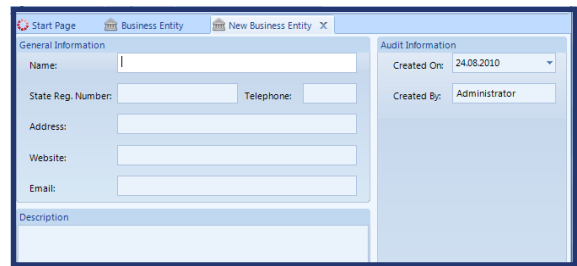 Start Page Business Entity New Business Entity X
General Information
Name:
State Reg. Number: Telephone:
Address:
Website:
Email:
Description
Audit Information
Created On: 24.08.2010
Created By: Administrator